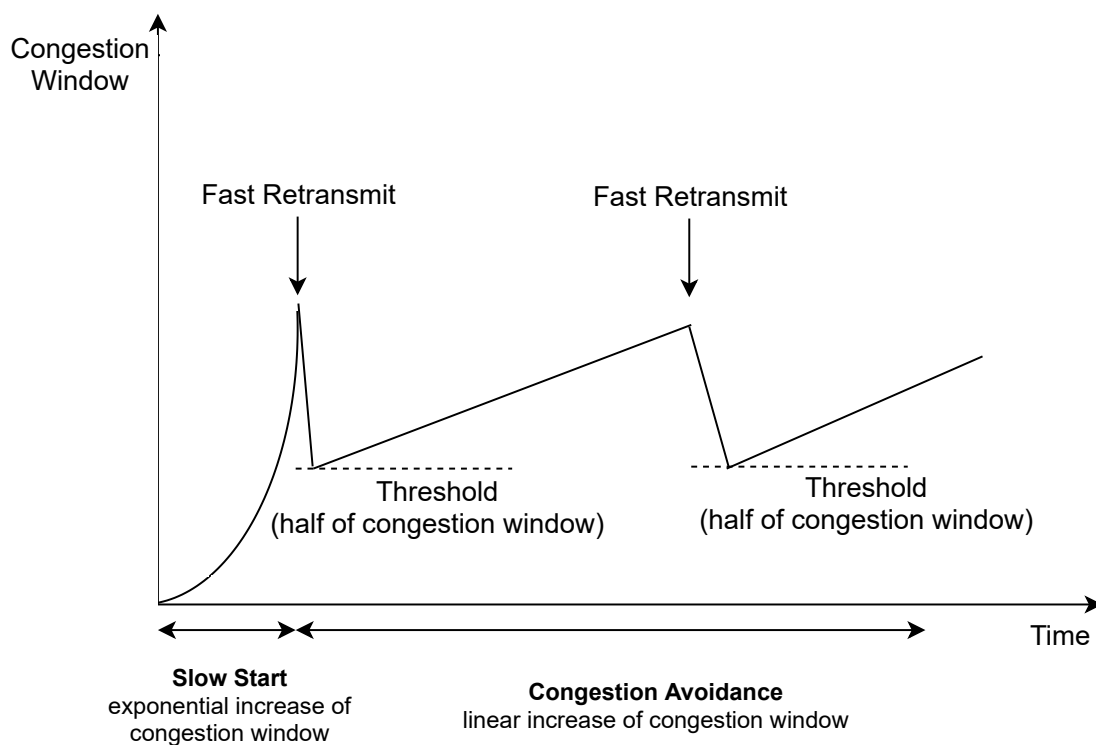 Congestion
Window
Fast Retransmit
Fast Retransmit
Threshold
(half of congestion window)
Threshold
(half of congestion window)
Time
Slow Start
exponential increase of
congestion window
Congestion Avoidance
linear increase of congestion window